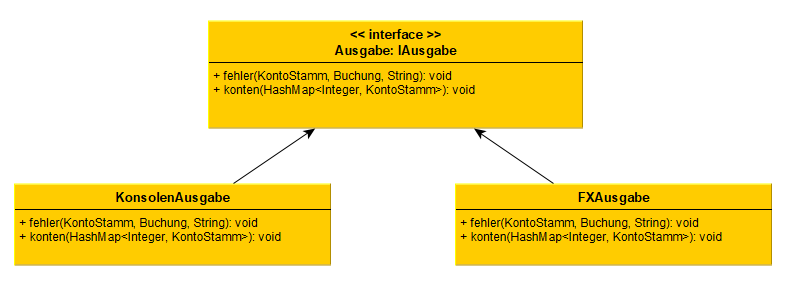 << interface >>
Ausgabe: IAusgabe
+ fehler(KontoStamm, Buchung, String): void
+ konten(HashMap<Integer, KontoStamm>): void
KonsolenAusgabe
+ fehler(KontoStamm, Buchung, String): void
+ konten(HashMap<Integer, KontoStamm>): void
FXAusgabe
+ fehler(KontoStamm, Buchung, String): void
+ konten(HashMap<Integer, KontoStamm>): void